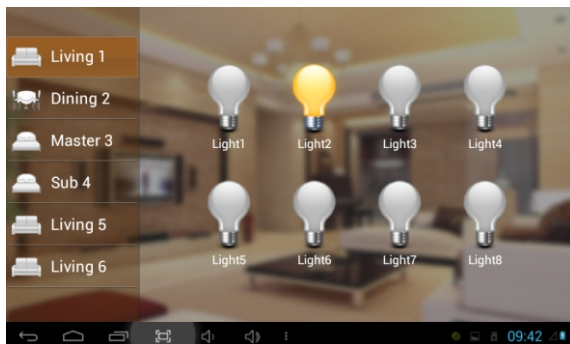 Living 1
Dining 2
Master 3
Sub 4
Living 5
Living 6
Light1 Light2 Light3 Light4
Light5 Light6 Light7 Light8
09:42